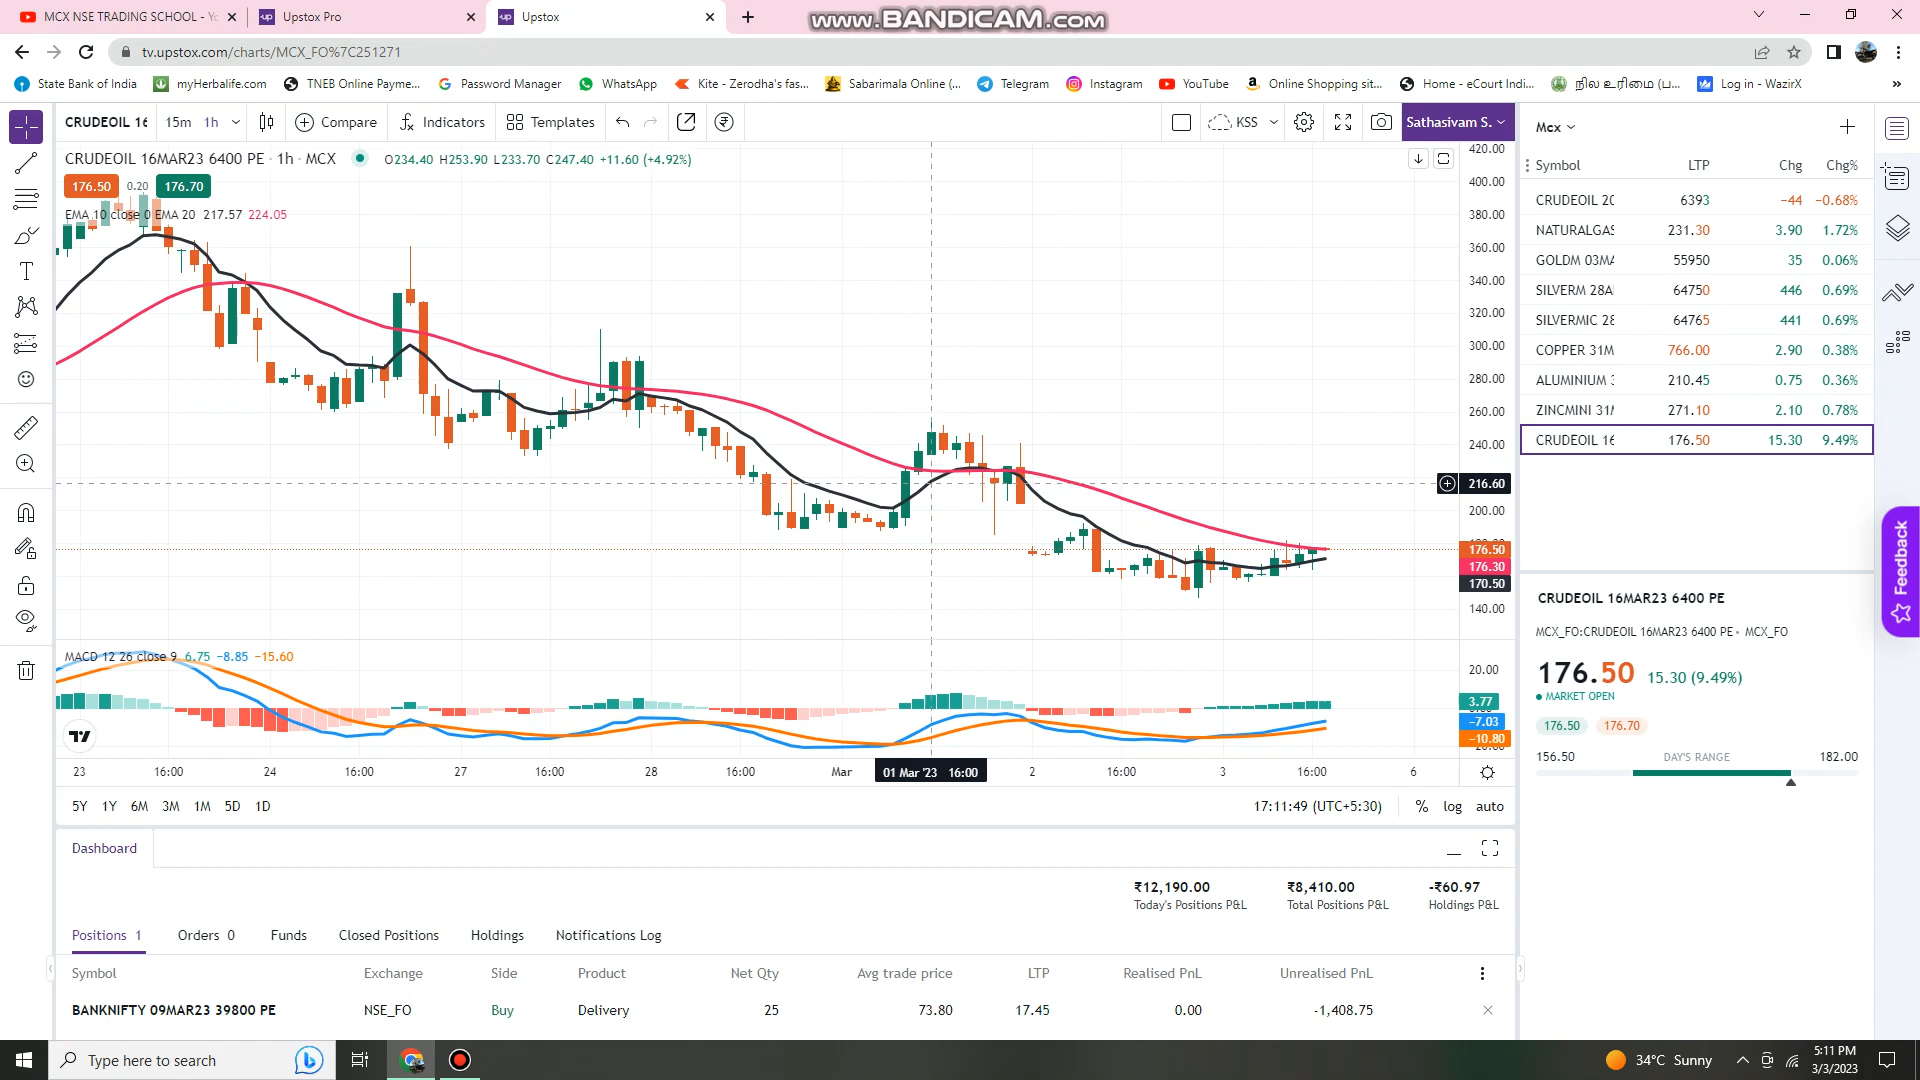 MCX NSE TRADING SCHOOL - Yo
Upstox Pro
Upstox
www.BANDICAM.com
tv.upstox.com/charts/MCX_FO%7C251271
State Bank of India
myHerbalife.com
TNEB Online Payme...
Password Manager
WhatsApp
Kite - Zerodha's fas...
Sabarimala Online (...
Telegram
Instagram
YouTube
Online Shopping sit...
Home - eCourt Indi...
நில உரிமை (ப...
Log in - WazirX
CRUDEOIL 16
15m 1h
Compare
Indicators
Templates
KSS
Sathasivam S.
CRUDEOIL 16MAR23 6400 PE · 1h · MCX
O234.40 H253.90 L233.70 C247.40 +11.60 (+4.92%)
176.50 0.20 176.70
EMA 10 close 0 EMA 20 217.57 224.05
420.00
400.00
380.00
360.00
340.00
320.00
300.00
280.00
260.00
240.00
216.60
200.00
176.50
176.30
170.50
140.00
MACD 12 26 close 9 6.75 −8.85 −15.60
20.00
3.77
−7.03
−10.80
23 16:00 24 16:00 27 16:00 28 16:00 Mar 01 Mar '23 16:00 2 16:00 3 16:00 6
5Y 1Y 6M 3M 1M 5D 1D
17:11:49 (UTC+5:30) % log auto
Mcx
Symbol LTP Chg Chg%
CRUDEOIL 20 6393 −44 −0.68%
NATURALGAS 231.30 3.90 1.72%
GOLDM 03MA 55950 35 0.06%
SILVERM 28A 64750 446 0.69%
SILVERMIC 28 64765 441 0.69%
COPPER 31M 766.00 2.90 0.38%
ALUMINIUM 3 210.45 0.75 0.36%
ZINCMINI 31M 271.10 2.10 0.78%
CRUDEOIL 16 176.50 15.30 9.49%
Feedback
CRUDEOIL 16MAR23 6400 PE
MCX_FO:CRUDEOIL 16MAR23 6400 PE • MCX_FO
176.50 15.30 (9.49%)
MARKET OPEN
176.50 176.70
156.50 DAY'S RANGE 182.00
Dashboard
₹12,190.00 ₹8,410.00 -₹60.97
Today's Positions P&L Total Positions P&L Holdings P&L
Positions 1 Orders 0 Funds Closed Positions Holdings Notifications Log
Symbol Exchange Side Product Net Qty Avg trade price LTP Realised PnL Unrealised PnL
BANKNIFTY 09MAR23 39800 PE NSE_FO Buy Delivery 25 73.80 17.45 0.00 -1,408.75
Type here to search
34°C Sunny
5:11 PM
3/3/2023